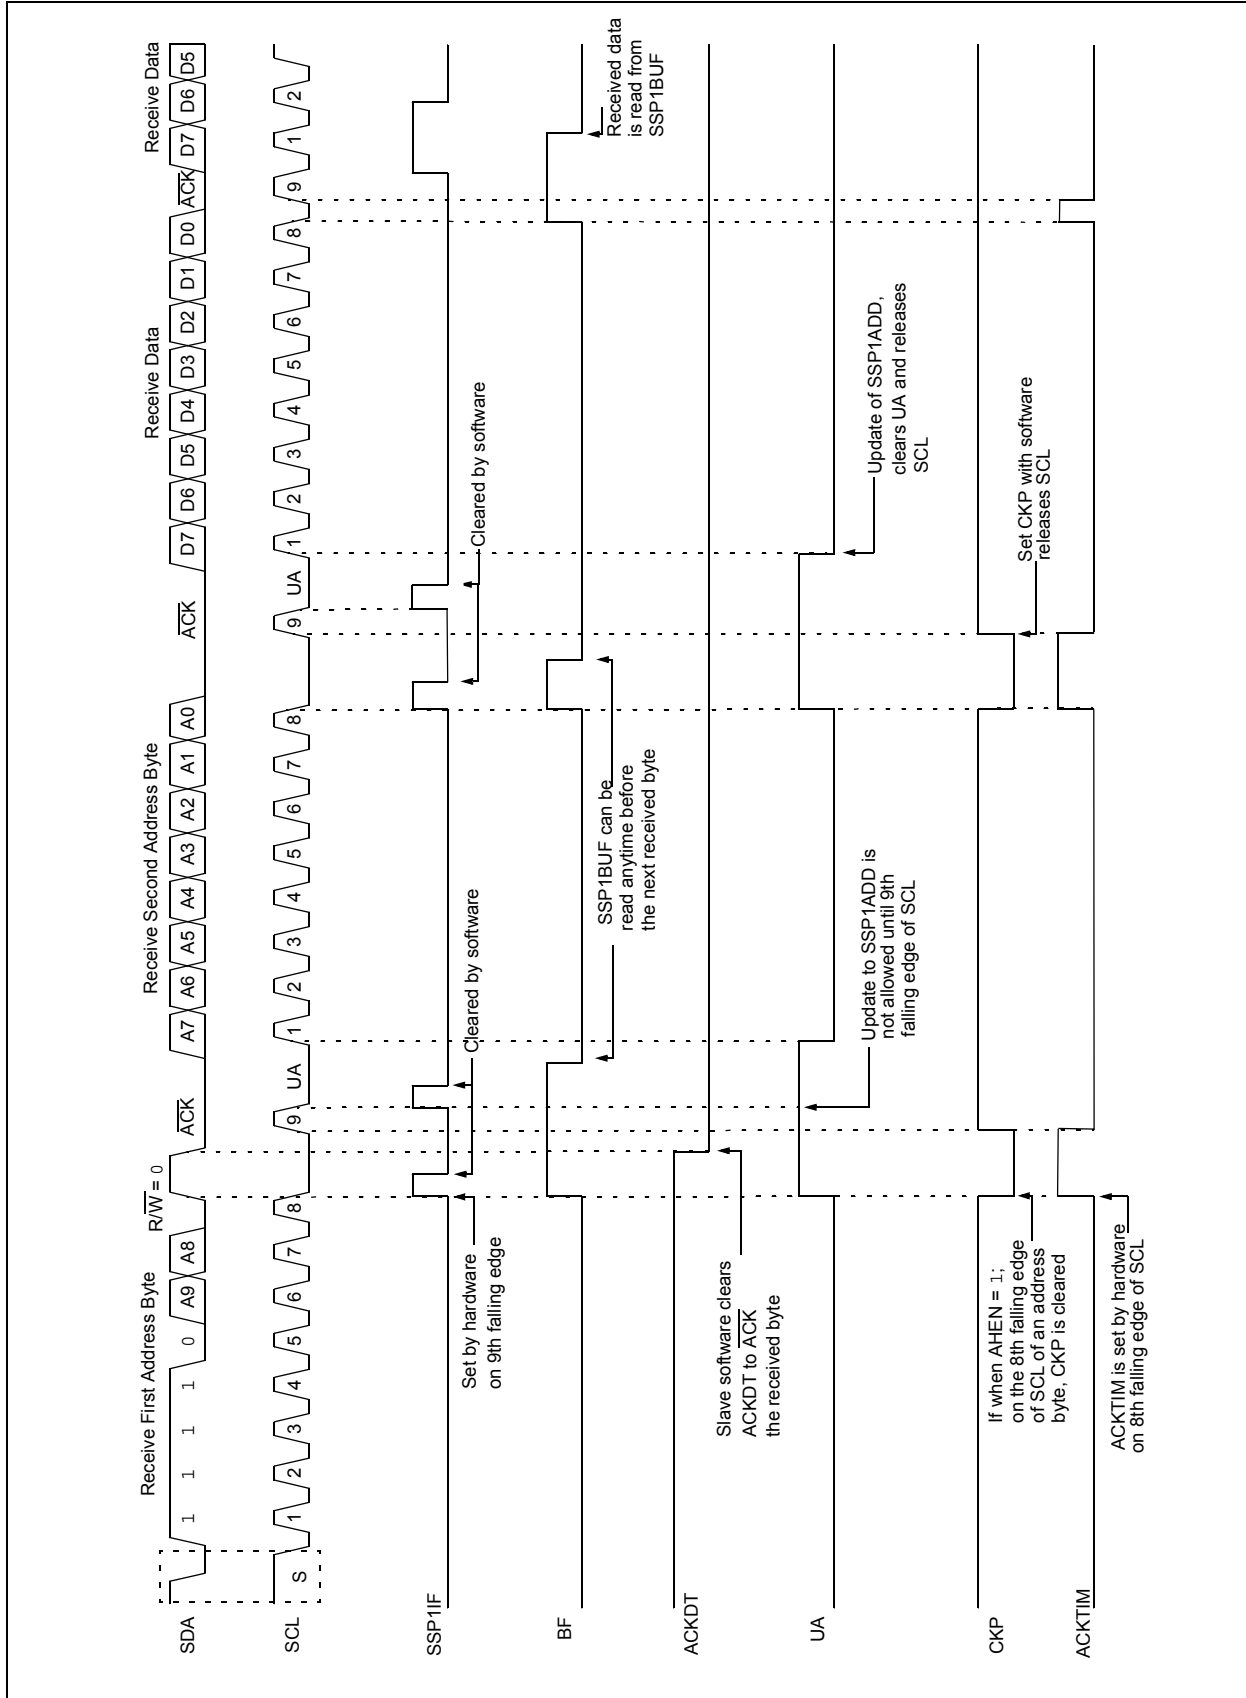 Receive First Address Byte
R/W = 0
Receive Second Address Byte
Receive Data
Receive Data
SDA
1 1 1 1 0 A9 A8
ACK
A7 A6 A5 A4 A3 A2 A1 A0
ACK
D7 D6 D5 D4 D3 D2 D1 D0
ACK
D7 D6 D5
SCL
S
1 2 3 4 5 6 7 8 9
UA
1 2 3 4 5 6 7 8 9
UA
1 2 3 4 5 6 7 8 9
1 2
SSP1IF
Set by hardware
on 9th falling edge
Cleared by software
Cleared by software
BF
SSP1BUF can be
read anytime before
the next received byte
Received data
is read from
SSP1BUF
ACKDT
Slave software clears
ACKDT to ACK
the received byte
UA
Update to SSP1ADD is
not allowed until 9th
falling edge of SCL
Update of SSP1ADD,
clears UA and releases
SCL
CKP
If when AHEN = 1;
on the 8th falling edge
of SCL of an address
byte, CKP is cleared
Set CKP with software
releases SCL
ACKTIM
ACKTIM is set by hardware
on 8th falling edge of SCL